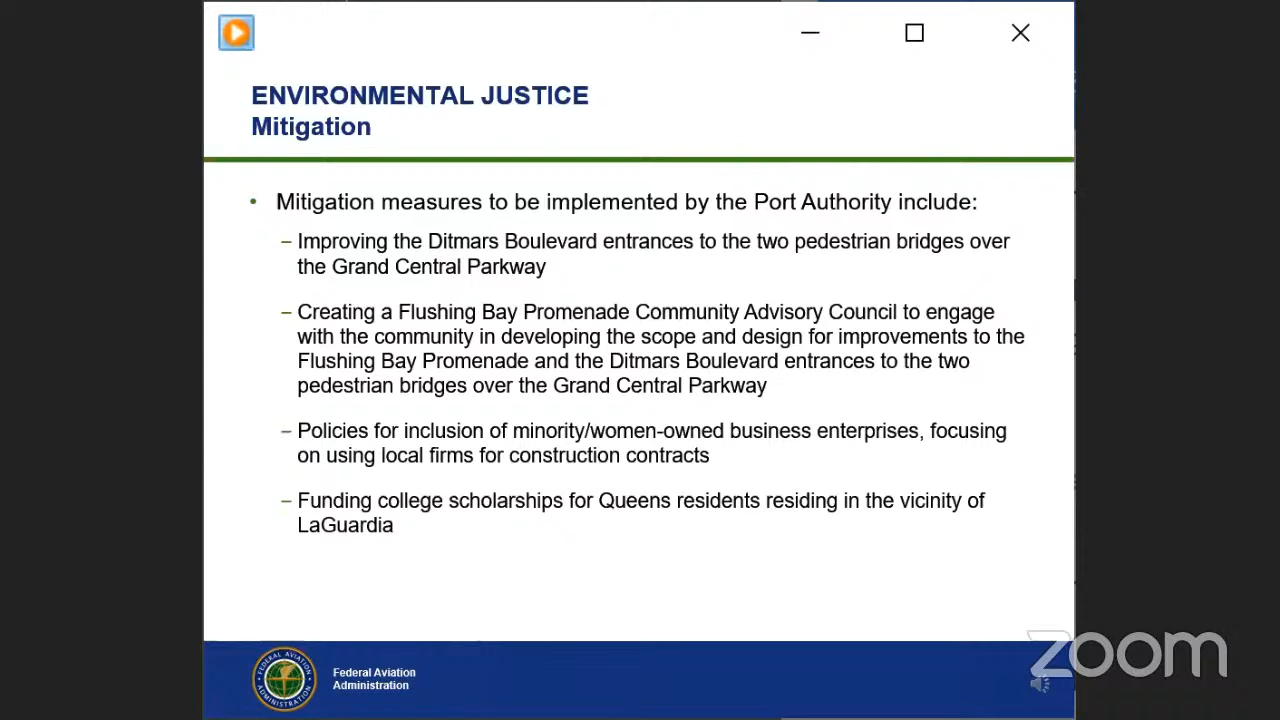 ENVIRONMENTAL JUSTICE
Mitigation
• Mitigation measures to be implemented by the Port Authority include:
– Improving the Ditmars Boulevard entrances to the two pedestrian bridges over
the Grand Central Parkway
– Creating a Flushing Bay Promenade Community Advisory Council to engage
with the community in developing the scope and design for improvements to the
Flushing Bay Promenade and the Ditmars Boulevard entrances to the two
pedestrian bridges over the Grand Central Parkway
– Policies for inclusion of minority/women-owned business enterprises, focusing
on using local firms for construction contracts
– Funding college scholarships for Queens residents residing in the vicinity of
LaGuardia
FEDERAL AVIATION
ADMINISTRATION
Federal Aviation
Administration
zoom